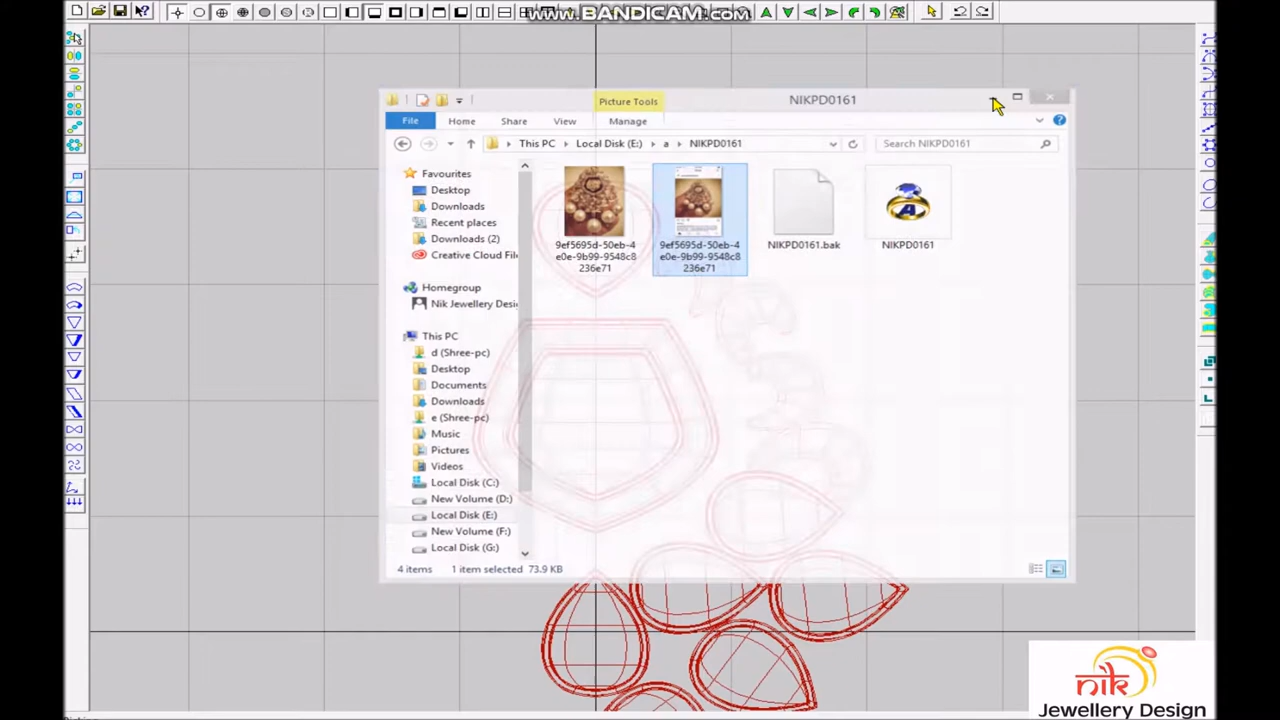 www.BANDICAM.com
Picture Tools
NIKPD0161
File
Home
Share
View
Manage
This PC
Local Disk (E:)
a
NIKPD0161
Search NIKPD0161
Favourites
Desktop
Downloads
Recent places
Downloads (2)
Creative Cloud File
Homegroup
Nik Jewellery Desi
This PC
d (Shree-pc)
Desktop
Documents
Downloads
e (Shree-pc)
Music
Pictures
Videos
Local Disk (C:)
New Volume (D:)
Local Disk (E:)
New Volume (F:)
Local Disk (G:)
9ef5695d-50eb-4
e0e-9b99-9548c8
236e71
9ef5695d-50eb-4
e0e-9b99-9548c8
236e71
NIKPD0161.bak
NIKPD0161
4 items
1 item selected 73.9 KB
निक
Jewellery Design